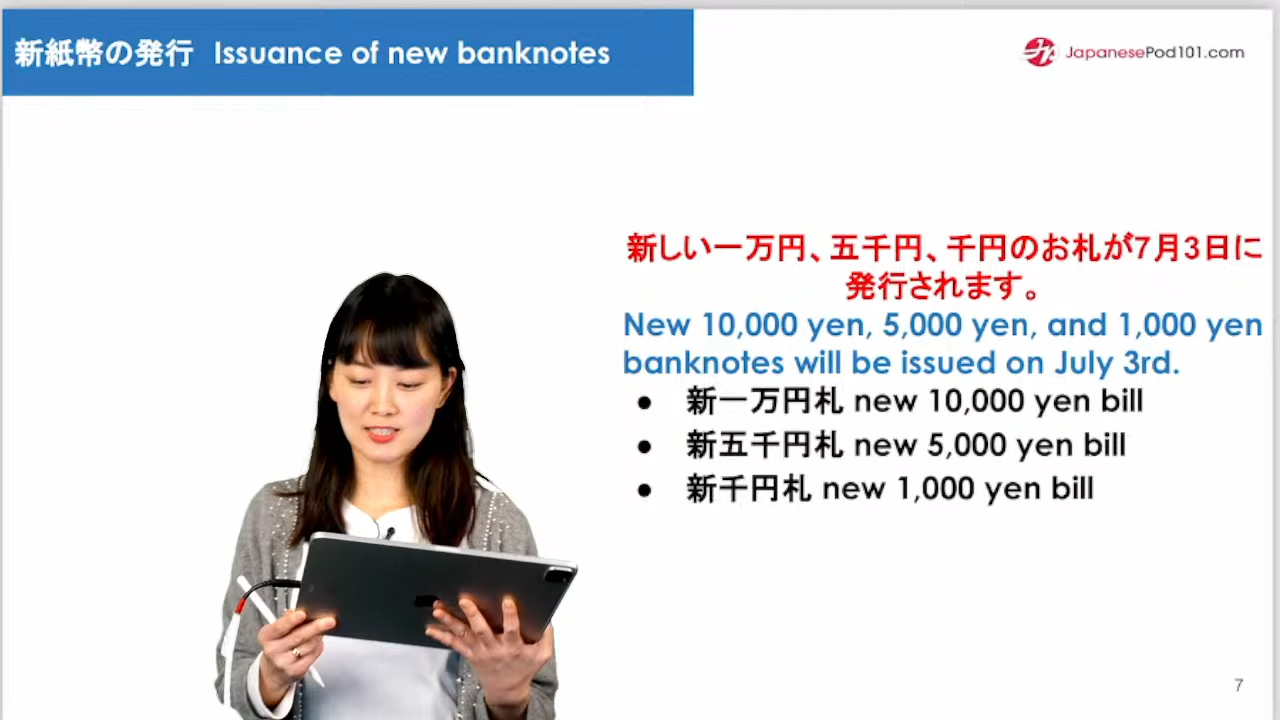 新紙幣の発行 Issuance of new banknotes
JapanesePod101.com
新しい一万円、五千円、千円のお札が7月3日に
発行されます。
New 10,000 yen, 5,000 yen, and 1,000 yen
banknotes will be issued on July 3rd.
● 新一万円札 new 10,000 yen bill
● 新五千円札 new 5,000 yen bill
● 新千円札 new 1,000 yen bill
7